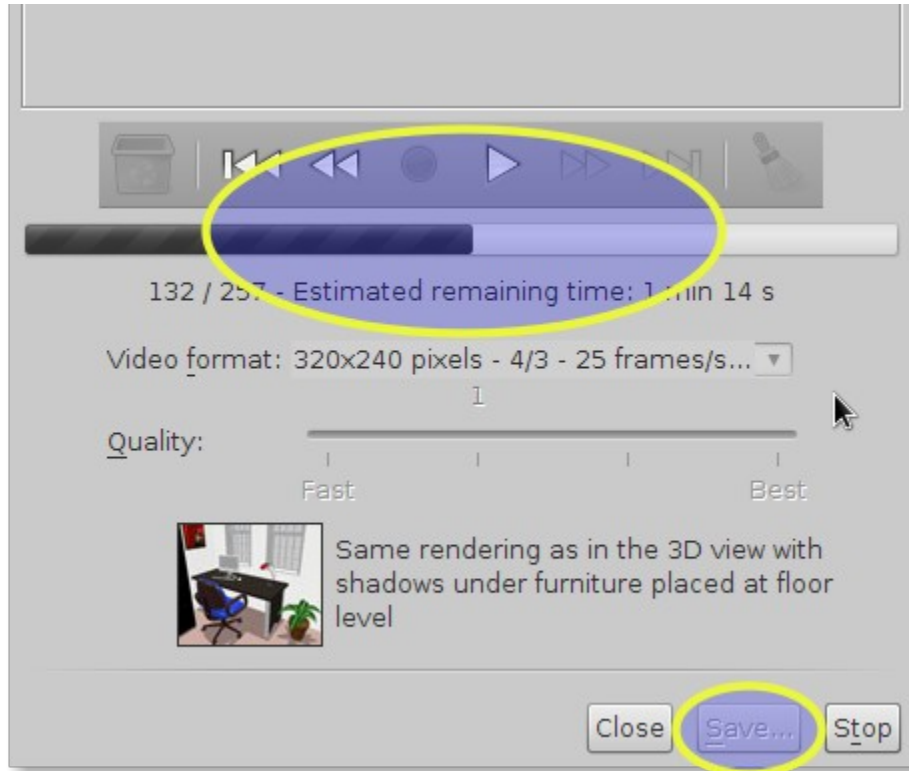 132 / 257 - Estimated remaining time: 1 min 14 s
Video format: 320x240 pixels - 4/3 - 25 frames/s...
1
Quality:
Fast Best
Same rendering as in the 3D view with
shadows under furniture placed at floor
level
Close Save... Stop